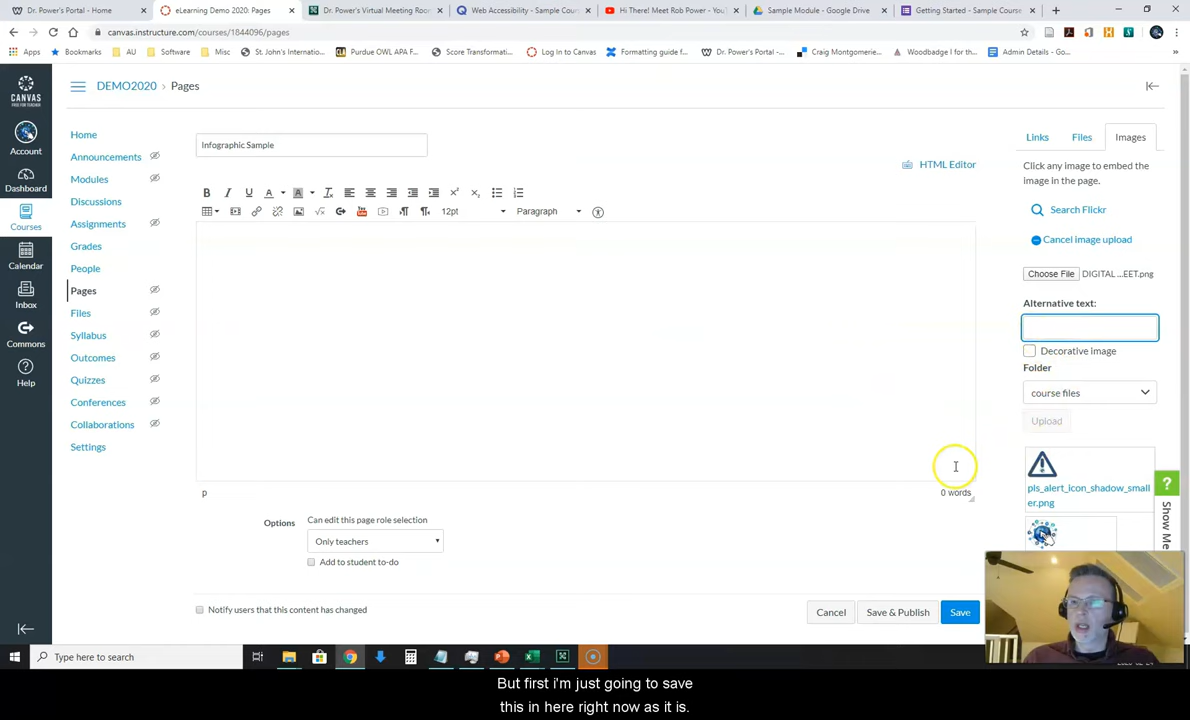 Dr. Power's Portal - Home
eLearning Demo 2020: Pages
Dr. Power's Virtual Meeting Roo
Web Accessibility - Sample Cou
Hi There! Meet Rob Power - You
Sample Module - Google Drive
Getting Started - Sample Course
canvas.instructure.com/courses/1844096/pages
Apps
Bookmarks
AU
Software
Misc
St. John's Internatio...
Purdue OWL APA F...
Score Transformati...
Log In to Canvas
Formatting guide f...
Dr. Power's Portal -...
Craig Montgomerie...
Woodbadge I for th...
Admin Details - Go...
CANVAS
FREE FOR TEACHER
Account
Dashboard
Courses
Calendar
Inbox
Commons
Help
DEMO2020 › Pages
Home
Announcements
Modules
Discussions
Assignments
Grades
People
Pages
Files
Syllabus
Outcomes
Quizzes
Conferences
Collaborations
Settings
Infographic Sample
HTML Editor
12pt
Paragraph
p
0 words
Options
Can edit this page role selection
Only teachers
Add to student to-do
Notify users that this content has changed
Cancel
Save & Publish
Save
Links
Files
Images
Click any image to embed the
image in the page.
Search Flickr
Cancel image upload
Choose File
DIGITAL ...EET.png
Alternative text:
Decorative image
Folder
course files
Upload
pls_alert_icon_shadow_small
er.png
?
Show Me
Type here to search
But first i'm just going to save
this in here right now as it is.